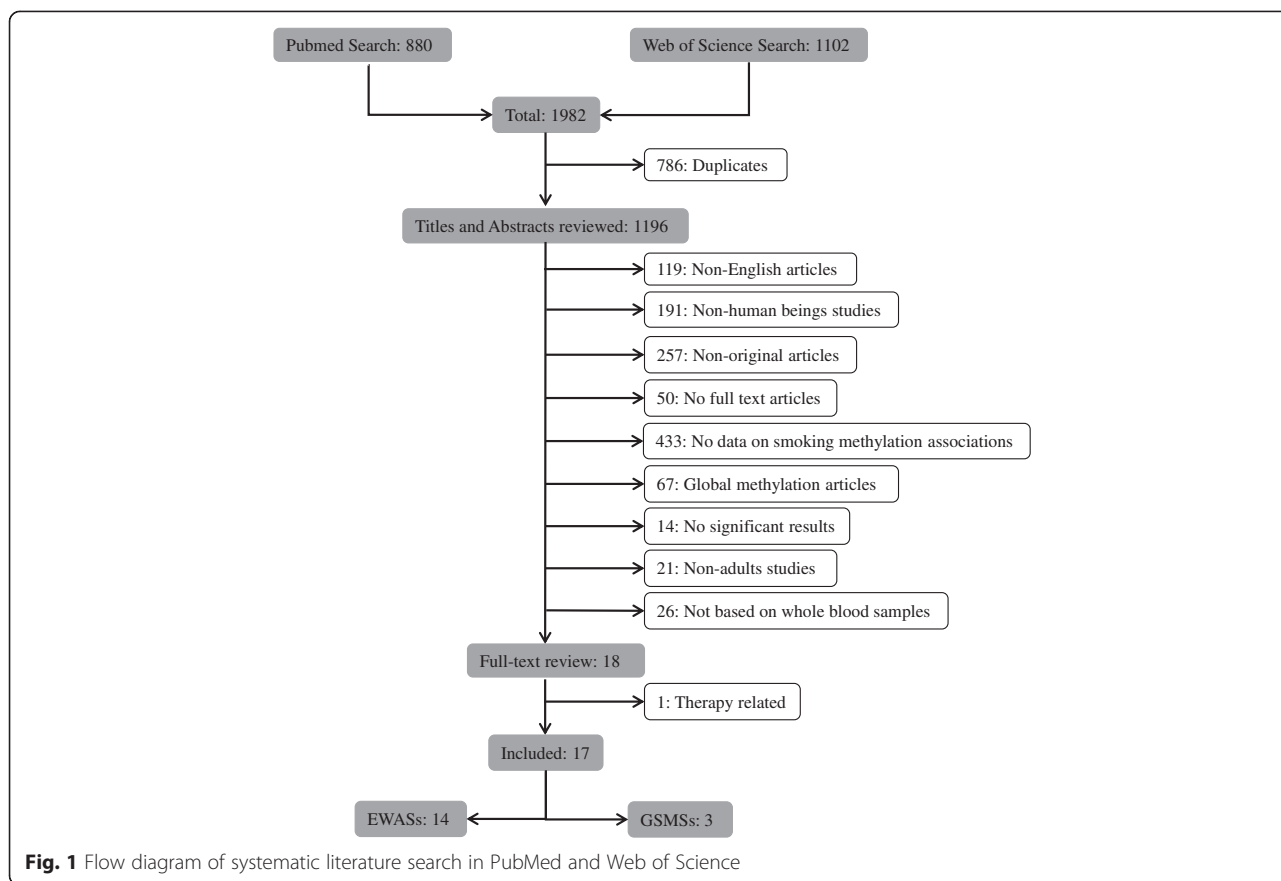 Pubmed Search: 880
Web of Science Search: 1102
Total: 1982
786: Duplicates
Titles and Abstracts reviewed: 1196
119: Non-English articles
191: Non-human beings studies
257: Non-original articles
50: No full text articles
433: No data on smoking methylation associations
67: Global methylation articles
14: No significant results
21: Non-adults studies
26: Not based on whole blood samples
Full-text review: 18
1: Therapy related
Included: 17
EWASs: 14
GSMSs: 3
Fig. 1 Flow diagram of systematic literature search in PubMed and Web of Science